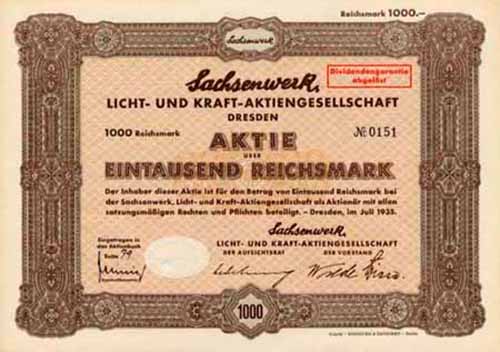 Reichsmark 1000.–
Sachsenwerk
Dividendengarantie
abgelöst
Sachsenwerk,
LICHT- UND KRAFT-AKTIENGESELLSCHAFT
DRESDEN
1000 Reichsmark
AKTIE
№ 0151
ÜBER
EINTAUSEND REICHSMARK
Der Inhaber dieser Aktie ist für den Betrag von Eintausend Reichsmark bei
der Sachsenwerk, Licht- und Kraft-Aktiengesellschaft als Aktionär mit allen
satzungsmäßigen Rechten und Pflichten beteiligt. – Dresden, im Juli 1935.
Sachsenwerk,
LICHT- UND KRAFT-AKTIENGESELLSCHAFT
DER AUFSICHTSRAT DER VORSTAND
Eingetragen in
das Aktienbuch
Seite 79
1000